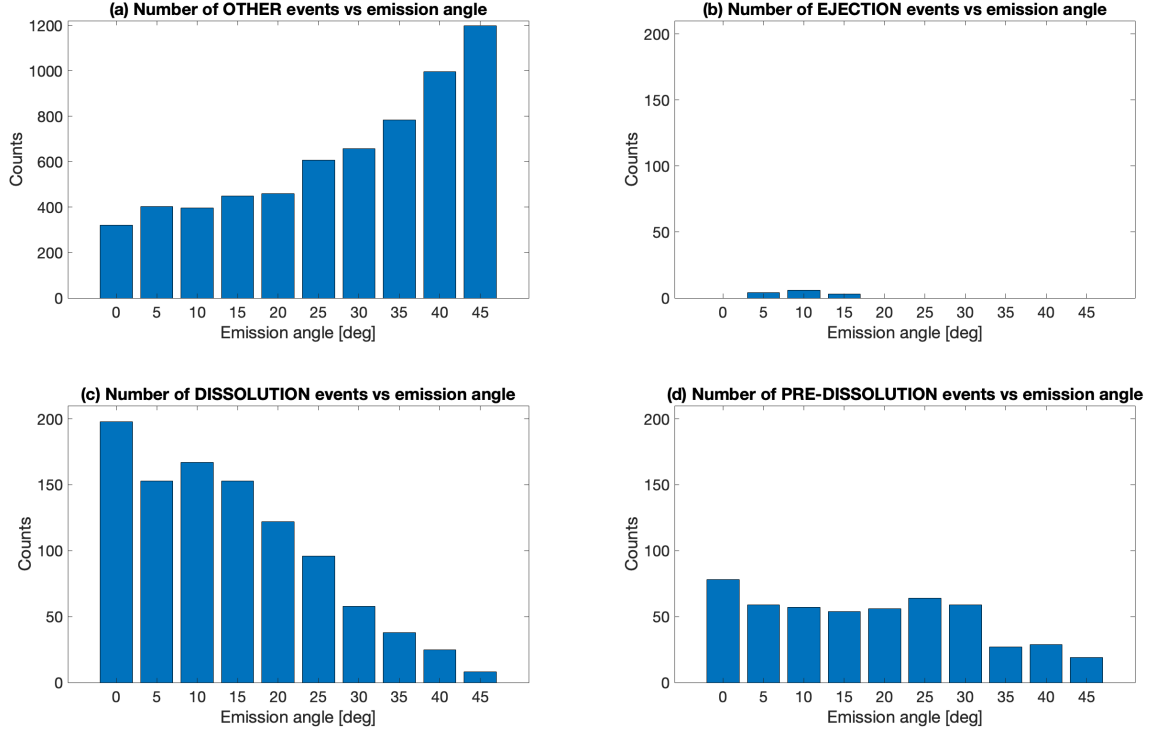 (a) Number of OTHER events vs emission angle
1200
1000
800
600
400
200
0
Counts
0 5 10 15 20 25 30 35 40 45
Emission angle [deg]
(b) Number of EJECTION events vs emission angle
200
150
100
50
0
Counts
0 5 10 15 20 25 30 35 40 45
Emission angle [deg]
(c) Number of DISSOLUTION events vs emission angle
200
150
100
50
0
Counts
0 5 10 15 20 25 30 35 40 45
Emission angle [deg]
(d) Number of PRE-DISSOLUTION events vs emission angle
200
150
100
50
0
Counts
0 5 10 15 20 25 30 35 40 45
Emission angle [deg]